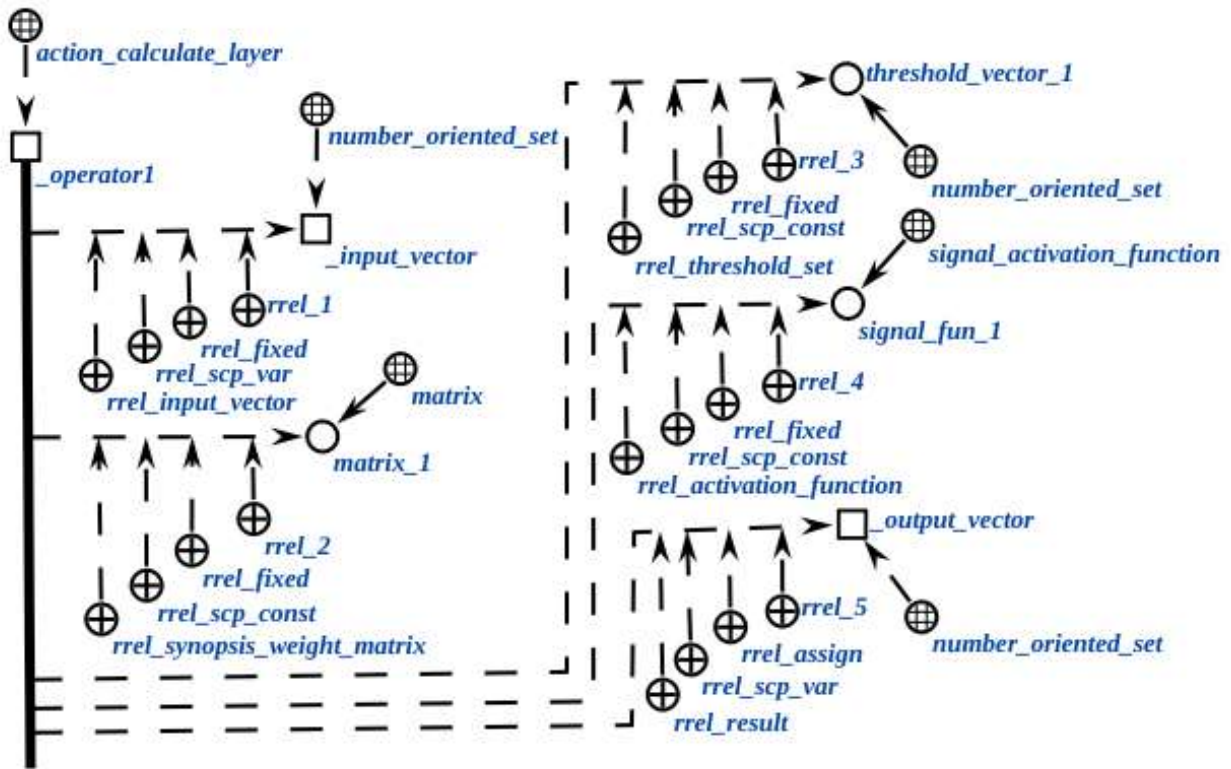 action_calculate_layer
_operator1
number_oriented_set
_input_vector
rrel_1
rrel_fixed
rrel_scp_var
rrel_input_vector
matrix
matrix_1
rrel_2
rrel_fixed
rrel_scp_const
rrel_synopsis_weight_matrix
threshold_vector_1
number_oriented_set
rrel_3
rrel_fixed
rrel_scp_const
rrel_threshold_set
signal_activation_function
signal_fun_1
rrel_4
rrel_fixed
rrel_scp_const
rrel_activation_function
_output_vector
number_oriented_set
rrel_5
rrel_assign
rrel_scp_var
rrel_result